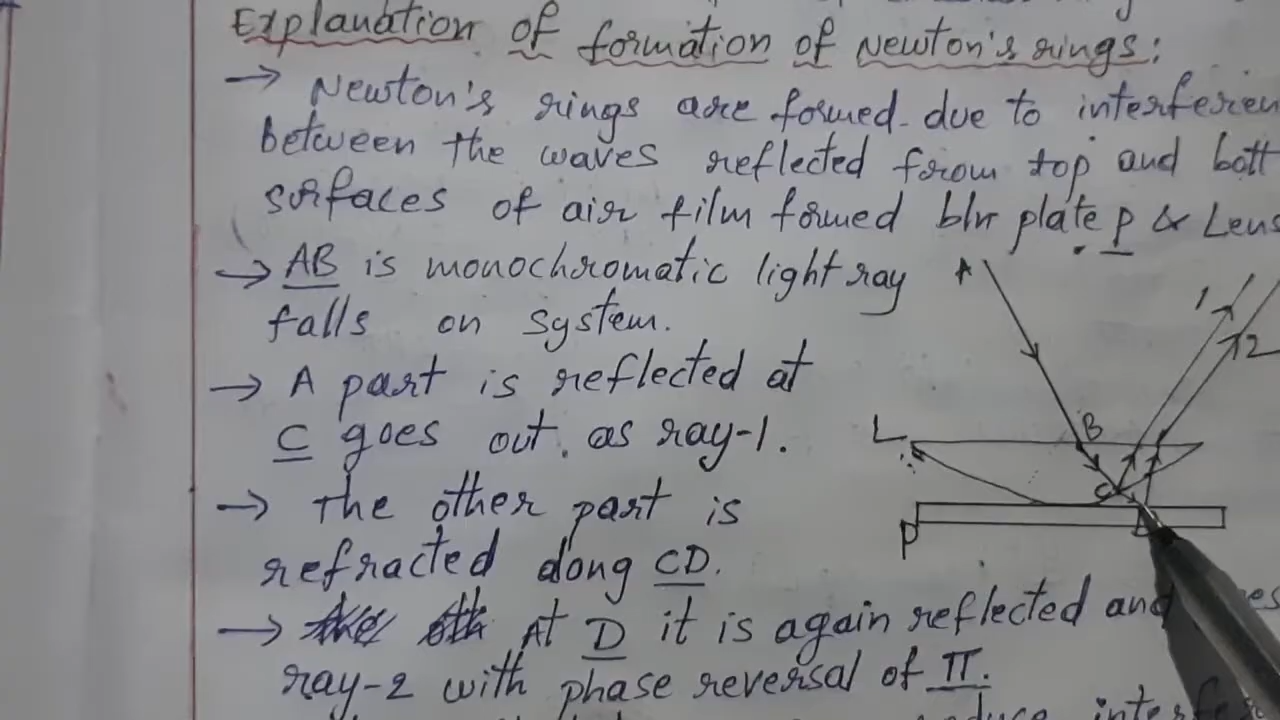 Explanation of formation of Newton's rings:
→ Newton's rings are formed due to interferen
between the waves reflected from top and bott
surfaces of air film formed b/w plate p & Lens
→ AB is monochromatic light ray
falls on system.
→ A part is reflected at
C goes out. as ray-1.
→ The other part is
refracted along CD.
→ At D it is again reflected and
ray-2 with phase reversal of π.
A
1
2
B
L
C
P